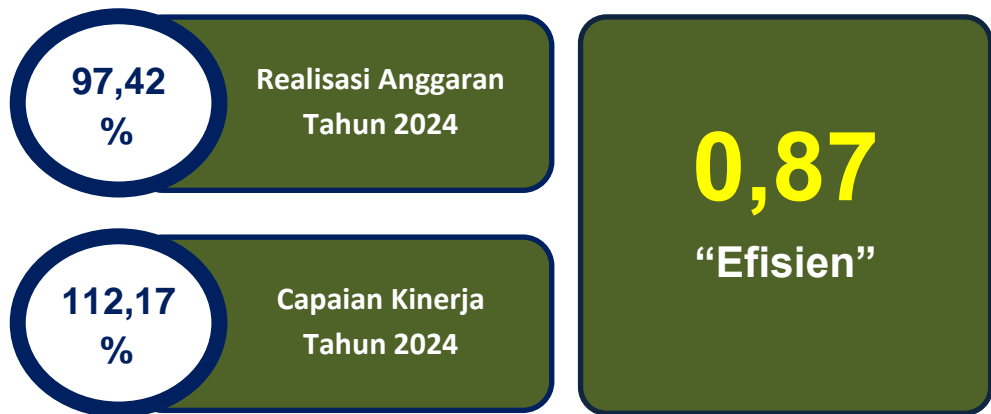 97,42
%
Realisasi Anggaran
Tahun 2024
112,17
%
Capaian Kinerja
Tahun 2024
0,87
“Efisien”